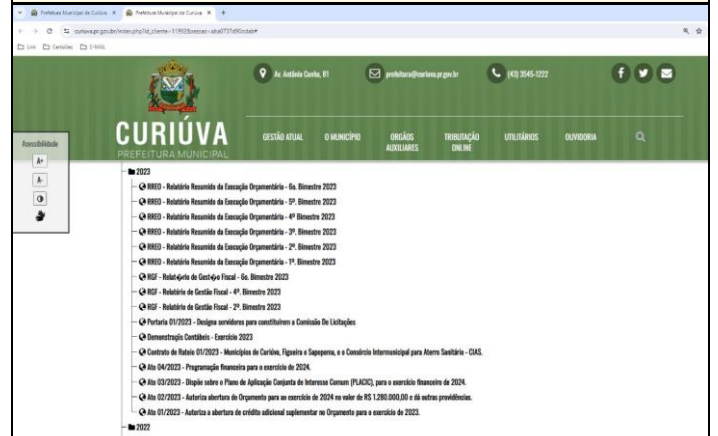 Prefeitura Municipal de Curiúva
Prefeitura Municipal de Curiúva
Link Certidões E-MAIL
Av. Antônio Cunha, 81 prefeitura@curiuva.pr.gov.br (43) 3545-1222
CURIÚVA
PREFEITURA MUNICIPAL
GESTÃO ATUAL O MUNICÍPIO ORGÃOS AUXILIARES TRIBUTAÇÃO ONLINE UTILITÁRIOS OUVIDORIA
Acessibilidade
A+
A-
2023
RREO - Relatório Resumido da Execução Orçamentária - 6o. Bimestre 2023
RREO - Relatório Resumido da Execução Orçamentária - 5º. Bimestre 2023
RREO - Relatório Resumido da Execução Orçamentária - 4º Bimestre 2023
RREO - Relatório Resumido da Execução Orçamentária - 3º. Bimestre 2023
RREO - Relatório Resumido da Execução Orçamentária - 2º. Bimestre 2023
RREO - Relatório Resumido da Execução Orçamentária - 1º. Bimestre 2023
RGF - Relat�rio de Gest�o Fiscal - 6o. Bimestre 2023
RGF - Relatório de Gestão Fiscal - 4º. Bimestre 2023
RGF - Relatório de Gestão Fiscal - 2º. Bimestre 2023
Portaria 01/2023 - Designa servidores para constituírem a Comissão De Licitações
Demonstraçis Contábeis - Exercício 2023
Contrato de Rateio 01/2023 - Municípios de Curiúva, Figueira e Sapopema, e o Consórcio Intermunicipal para Aterro Sanitário - CIAS.
Ato 04/2023 - Programação financeira para o exercício de 2024.
Ato 03/2023 - Dispõe sobre o Plano de Aplicação Conjunta de Interesse Comum (PLACIC), para o exercício financeiro de 2024.
Ato 02/2023 - Autoriza abertura do Orçamento para ao exercício de 2024 no valor de R$ 1.280.000,00 e dá outras providências.
Ato 01/2023 - Autoriza a abertura de crédito adicional suplementar no Orçamento para o exercício de 2023.
2022